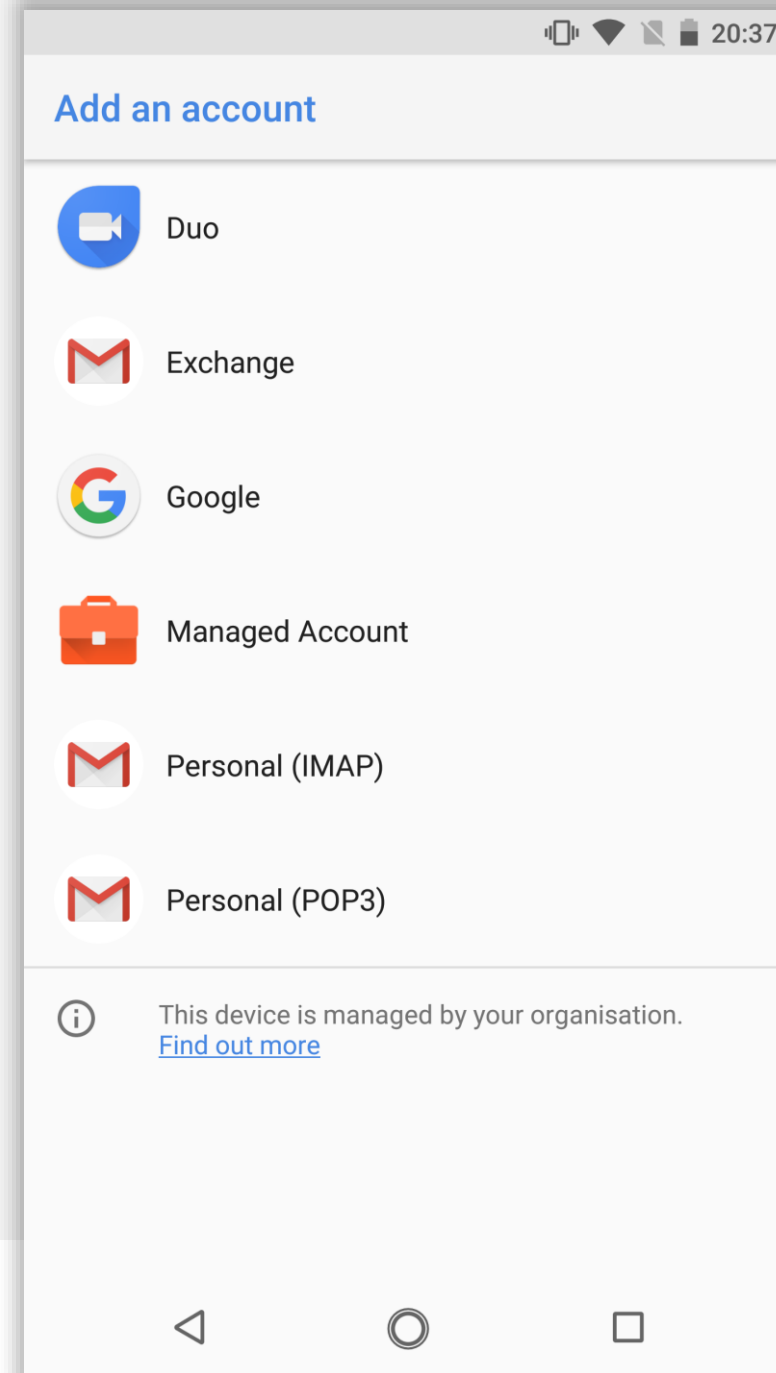 20:37
Add an account
Duo
Exchange
Google
Managed Account
Personal (IMAP)
Personal (POP3)
This device is managed by your organisation.
Find out more